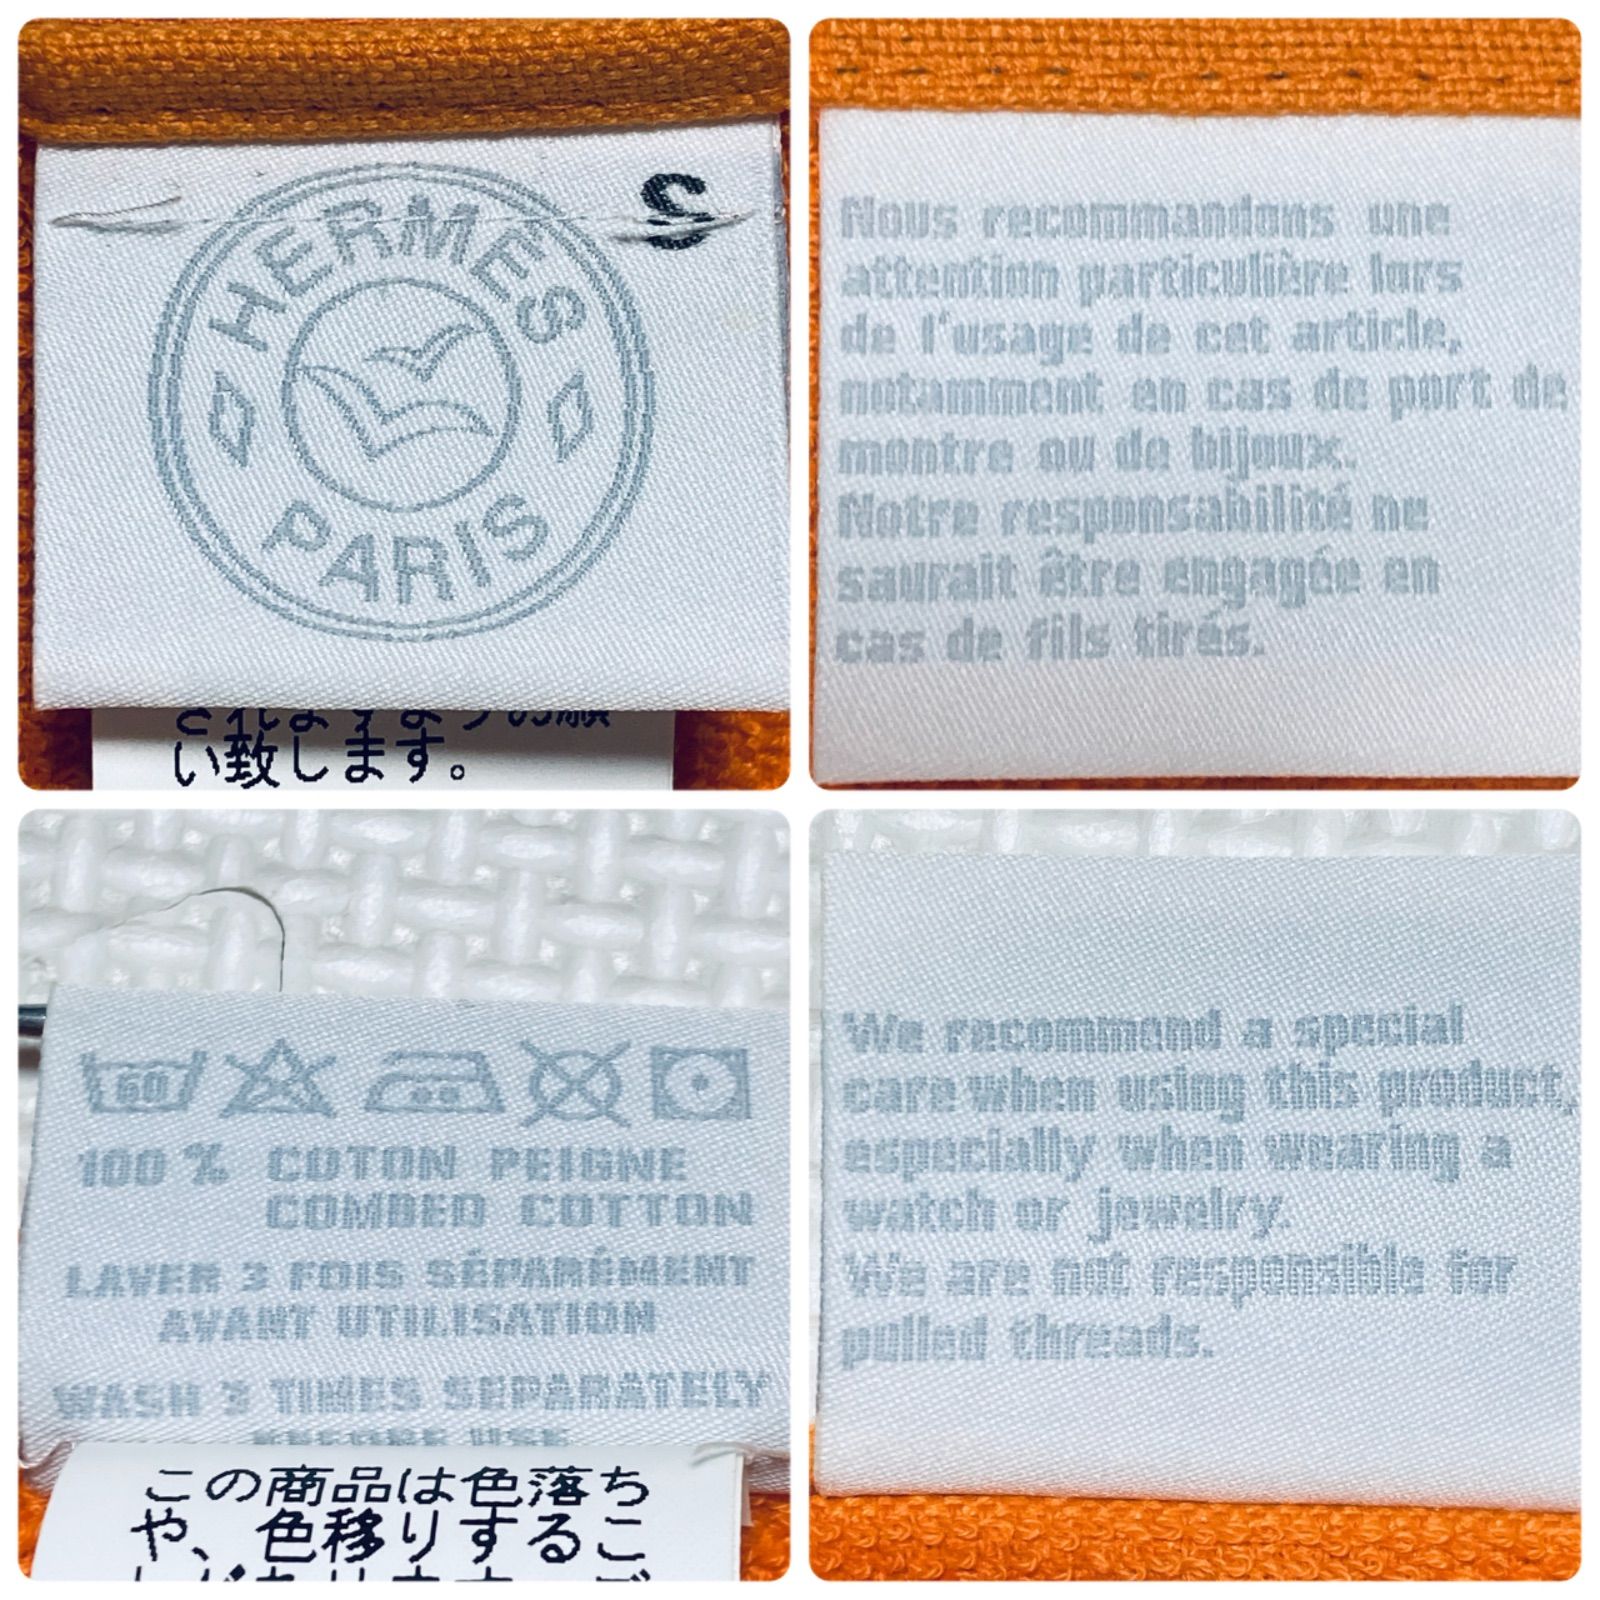 HERMÈS
PARIS
S
い致します。
Nous recommandons une
attention particulière lors
de l'usage de cet article,
notamment en cas de port de
montre ou de bijoux.
Notre responsabilité ne
saurait être engagée en
cas de fils tirés.
60
100 % COTON PEIGNE
COMBED COTTON
LAVER 3 FOIS SÉPARÉMENT
AVANT UTILISATION
WASH 3 TIMES SEPARATELY
BEFORE USE
この商品は色落ち
や、色移りするこ
We recommend a special
care when using this product,
especially when wearing a
watch or jewelry.
We are not responsible for
pulled threads.